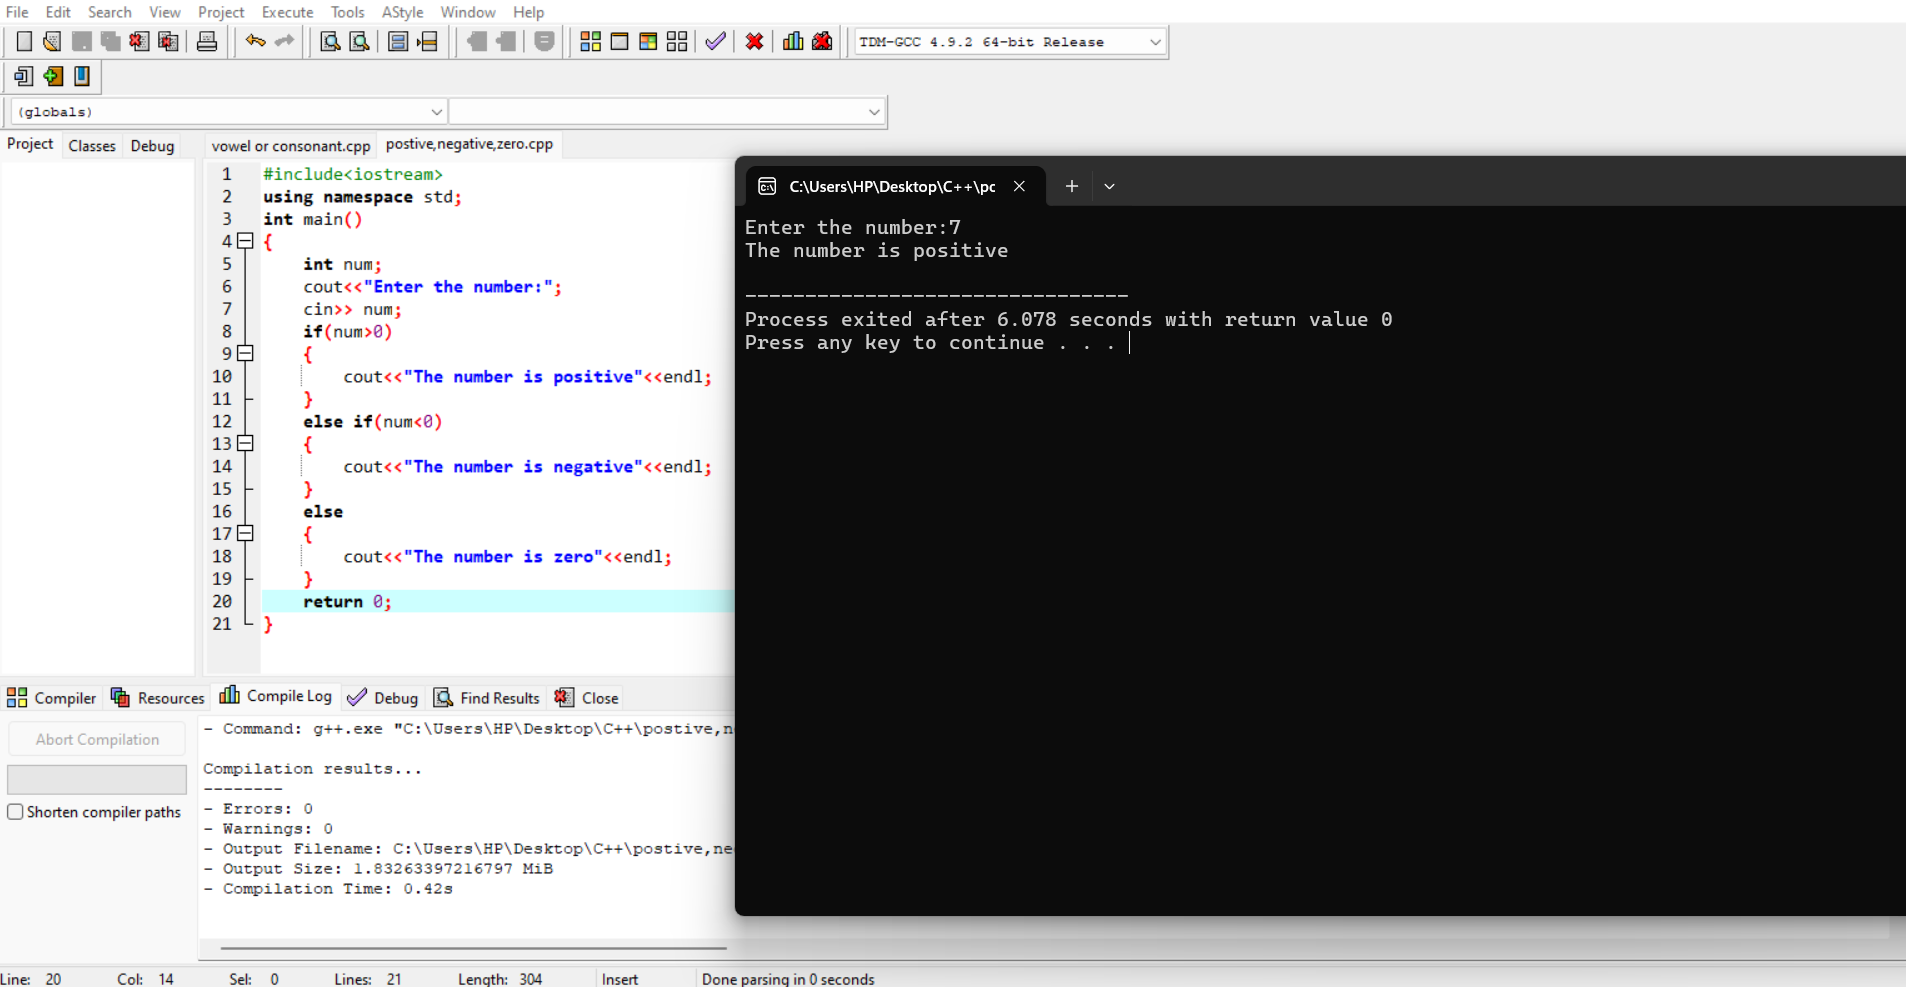 File Edit Search View Project Execute Tools AStyle Window Help
TDM-GCC 4.9.2 64-bit Release
(globals)
Project Classes Debug
vowel or consonant.cpp postive,negative,zero.cpp
1 #include<iostream>
2 using namespace std;
3 int main()
4 {
5 int num;
6 cout<<"Enter the number:";
7 cin>> num;
8 if(num>0)
9 {
10 cout<<"The number is positive"<<endl;
11 }
12 else if(num<0)
13 {
14 cout<<"The number is negative"<<endl;
15 }
16 else
17 {
18 cout<<"The number is zero"<<endl;
19 }
20 return 0;
21 }
C:\Users\HP\Desktop\C++\pc
Enter the number:7
The number is positive
--------------------------------
Process exited after 6.078 seconds with return value 0
Press any key to continue . . .
Compiler Resources Compile Log Debug Find Results Close
Abort Compilation
Shorten compiler paths
- Command: g++.exe "C:\Users\HP\Desktop\C++\postive,n
Compilation results...
--------
- Errors: 0
- Warnings: 0
- Output Filename: C:\Users\HP\Desktop\C++\postive,ne
- Output Size: 1.83263397216797 MiB
- Compilation Time: 0.42s
Line: 20 Col: 14 Sel: 0 Lines: 21 Length: 304 Insert Done parsing in 0 seconds